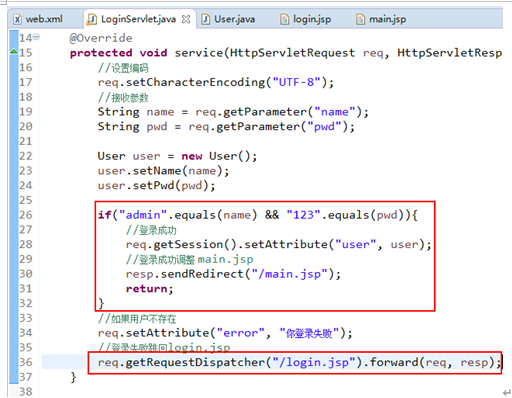 web.xml LoginServlet.java User.java login.jsp main.jsp
14 @Override
15 protected void service(HttpServletRequest req, HttpServletResp
16 //设置编码
17 req.setCharacterEncoding("UTF-8");
18 //接收参数
19 String name = req.getParameter("name");
20 String pwd = req.getParameter("pwd");
21
22 User user = new User();
23 user.setName(name);
24 user.setPwd(pwd);
25
26 if("admin".equals(name) && "123".equals(pwd)){
27 //登录成功
28 req.getSession().setAttribute("user", user);
29 //登录成功调整 main.jsp
30 resp.sendRedirect("/main.jsp");
31 return;
32 }
33 //如果用户不存在
34 req.setAttribute("error", "你登录失败");
35 //登录失败跳回login.jsp
36 req.getRequestDispatcher("/login.jsp").forward(req, resp);
37 }
38